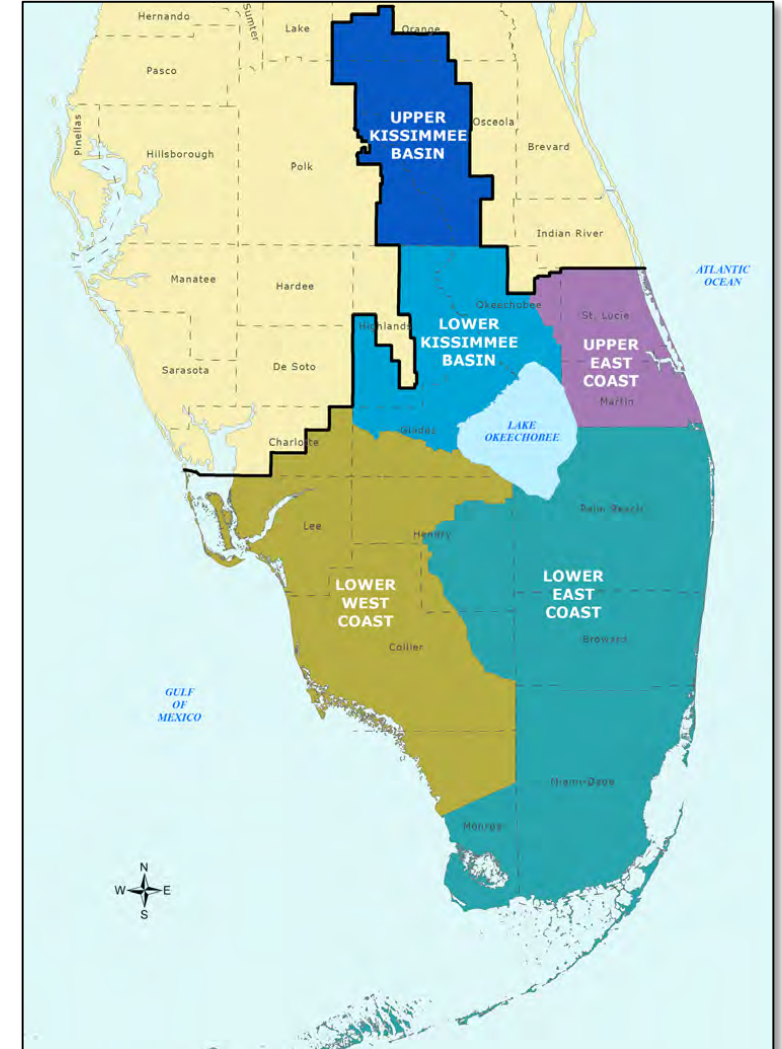 Hernando
Sumter
Lake
Orange
Pasco
Pinellas
UPPER
KISSIMMEE
BASIN
Osceola
Hillsborough
Polk
Brevard
Indian River
ATLANTIC
OCEAN
Manatee
Hardee
Okeechobee
St. Lucie
Highlands
LOWER
KISSIMMEE
BASIN
UPPER
EAST
COAST
Sarasota
De Soto
Martin
Charlotte
Glades
LAKE
OKEECHOBEE
Palm Beach
Lee
Hendry
LOWER
WEST
COAST
LOWER
EAST
COAST
Broward
Collier
GULF
OF
MEXICO
Miami-Dade
Monroe
N
W
E
S